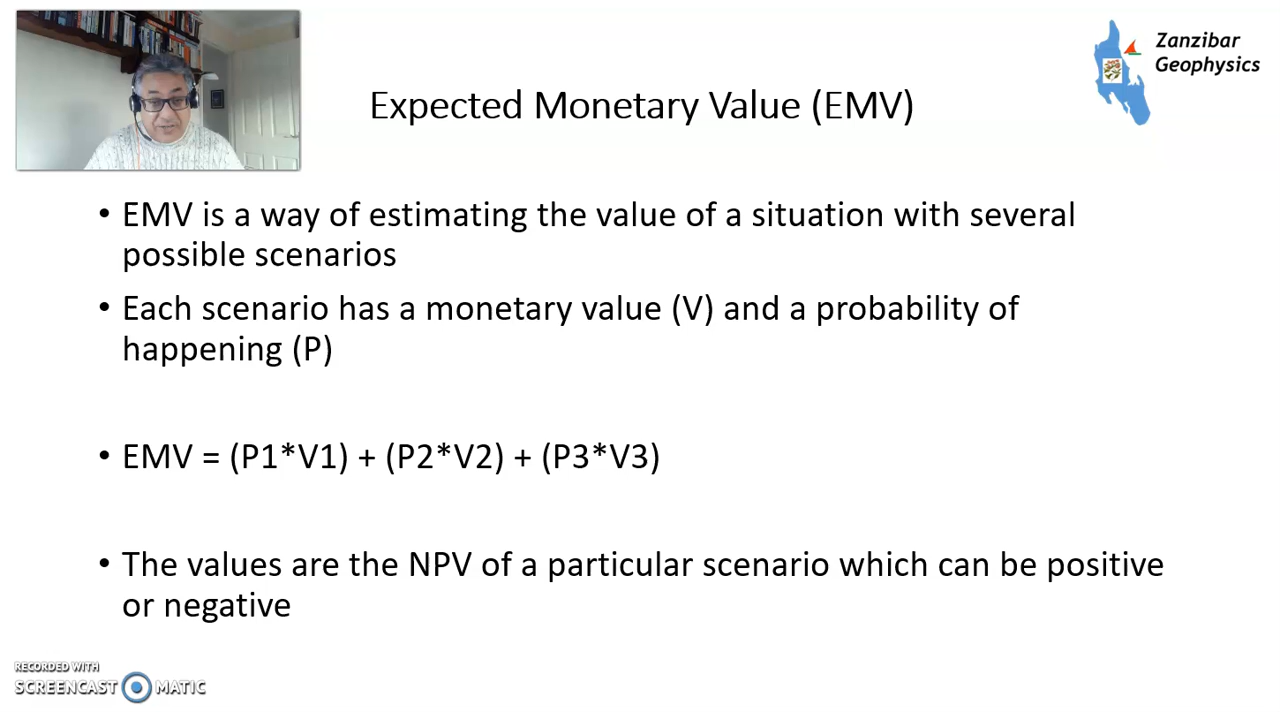 Zanzibar
Geophysics
Expected Monetary Value (EMV)
• EMV is a way of estimating the value of a situation with several
possible scenarios
• Each scenario has a monetary value (V) and a probability of
happening (P)
• EMV = (P1*V1) + (P2*V2) + (P3*V3)
• The values are the NPV of a particular scenario which can be positive
or negative
RECORDED WITH
SCREENCAST MATIC